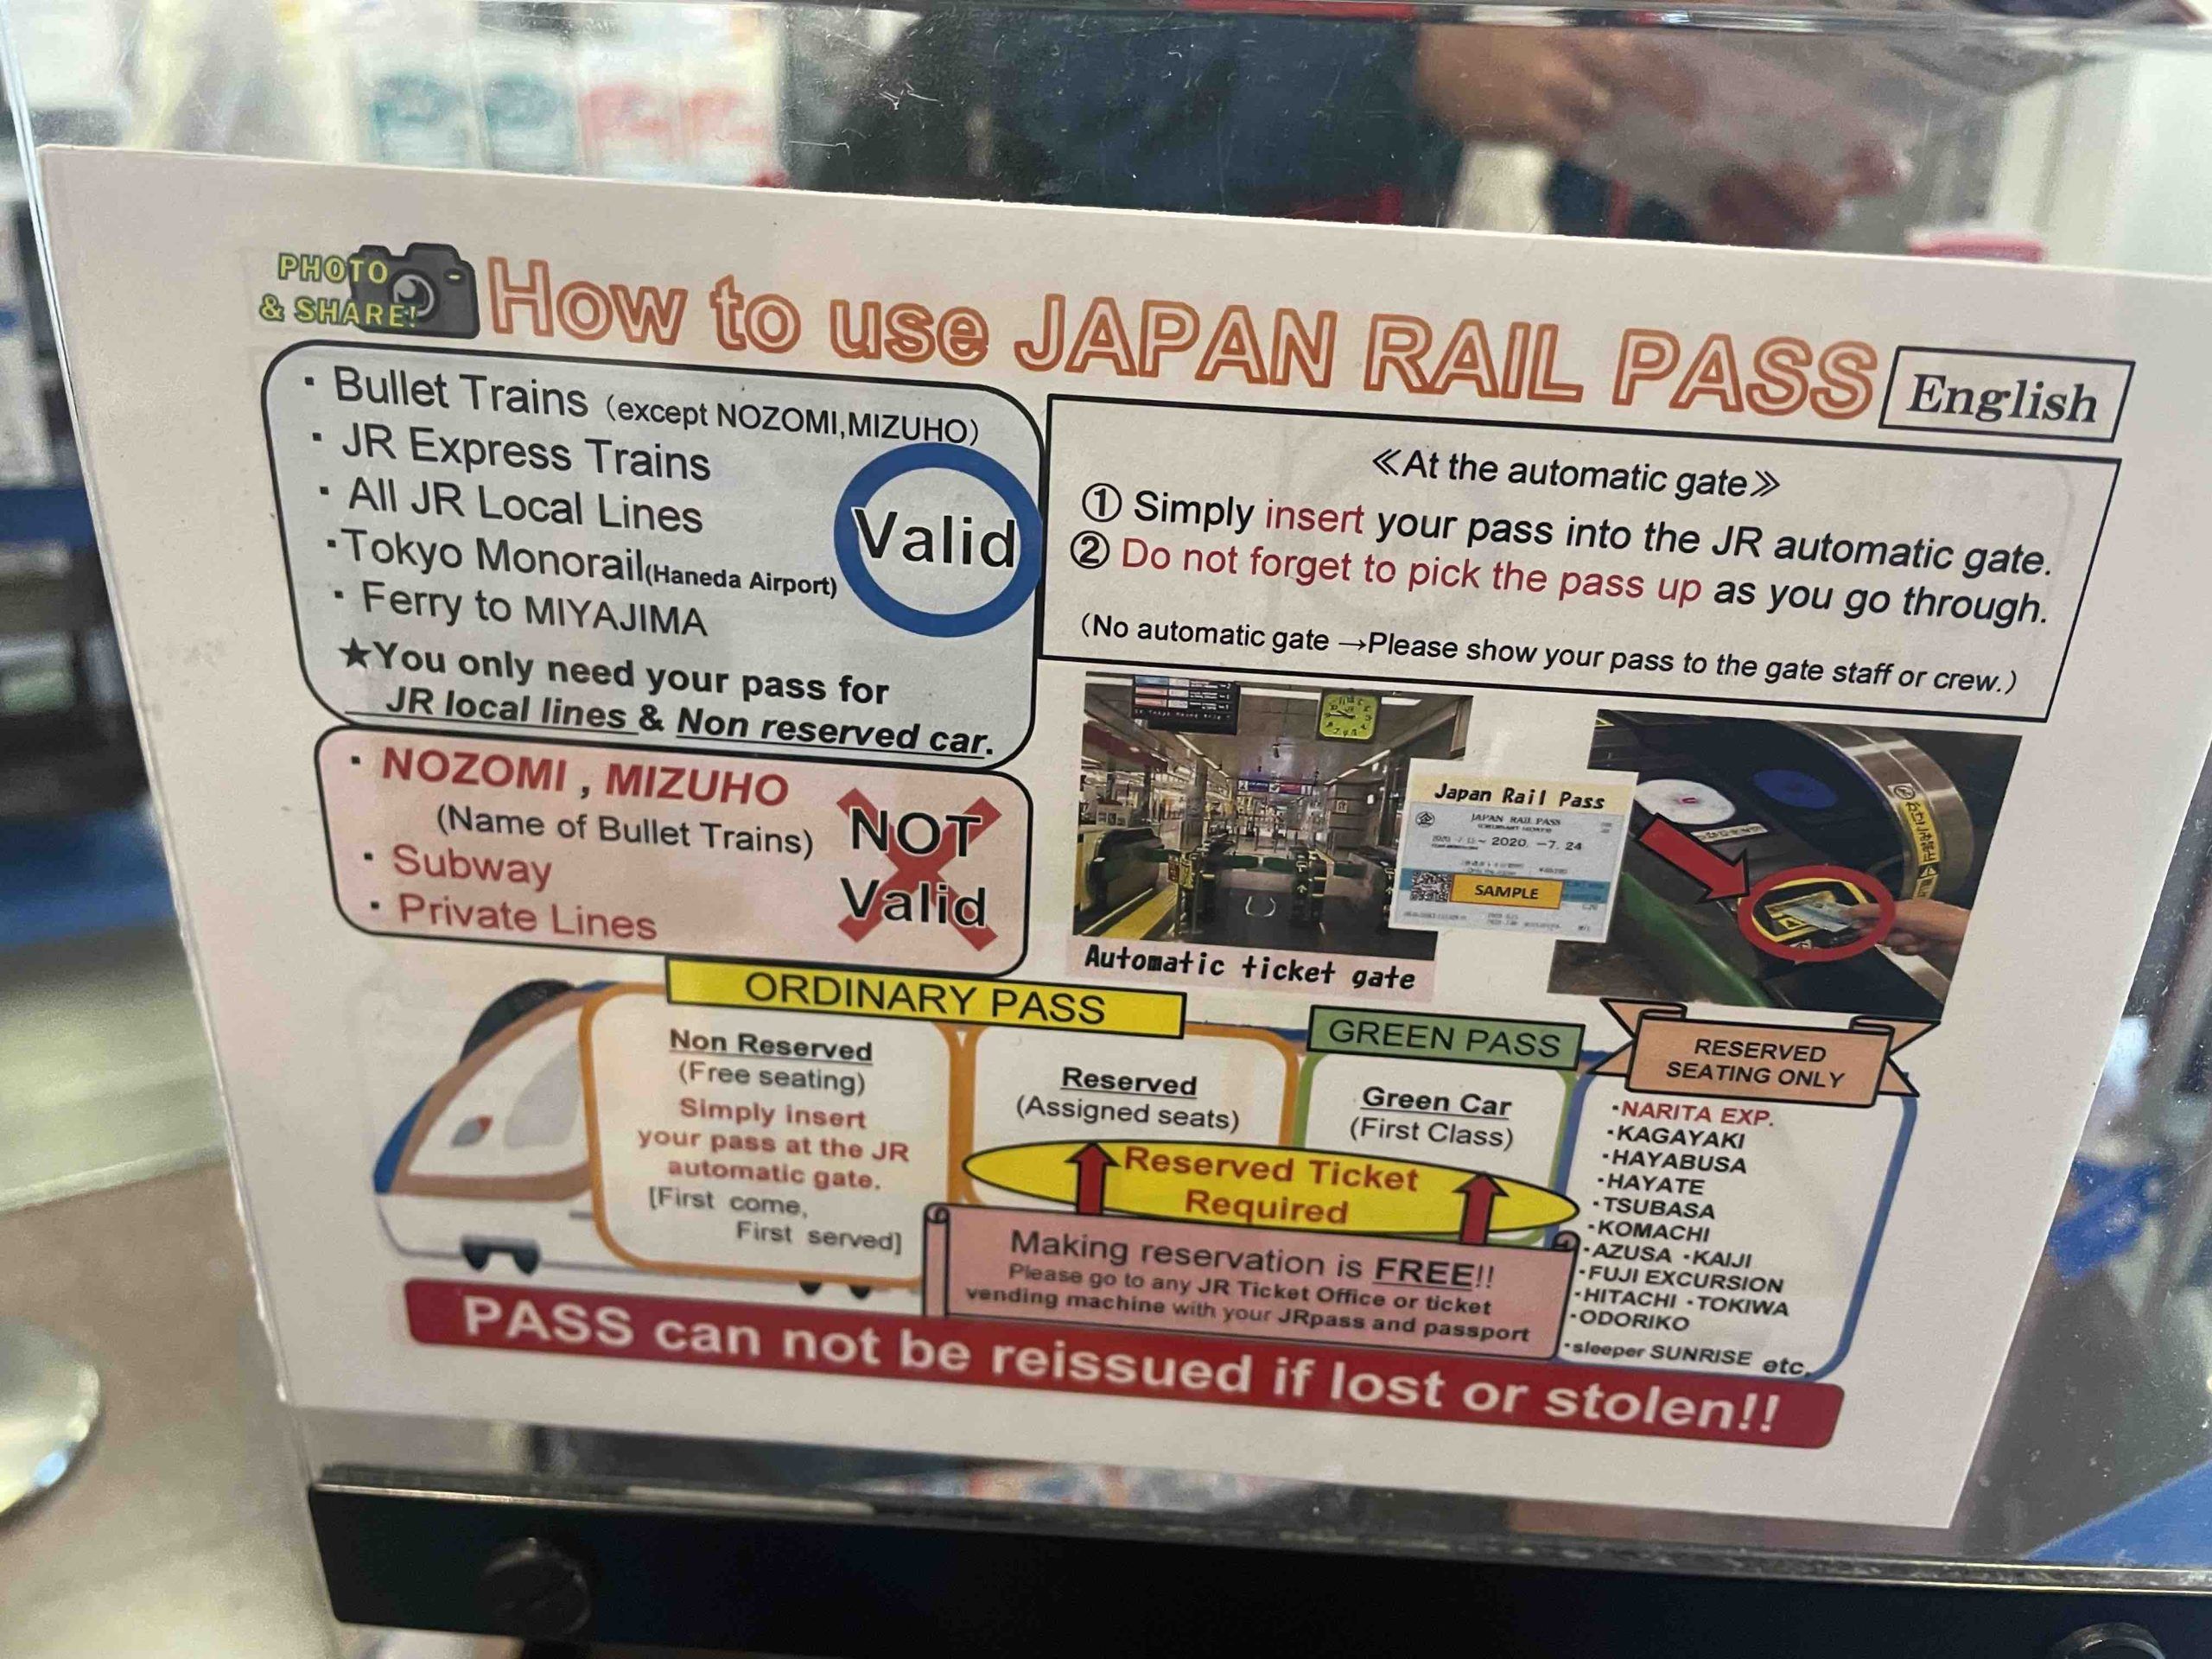 PHOTO
& SHARE!
How to use JAPAN RAIL PASS
English
・Bullet Trains (except NOZOMI,MIZUHO)
・JR Express Trains
・All JR Local Lines
・Tokyo Monorail(Haneda Airport)
・Ferry to MIYAJIMA
★You only need your pass for
JR local lines & Non reserved car.
Valid
・NOZOMI , MIZUHO
(Name of Bullet Trains)
・Subway
・Private Lines
NOT
Valid
≪At the automatic gate≫
① Simply insert your pass into the JR automatic gate.
② Do not forget to pick the pass up as you go through.
(No automatic gate →Please show your pass to the gate staff or crew.)
Japan Rail Pass
JAPAN RAIL PASS
2020. -7. 24
SAMPLE
Automatic ticket gate
ORDINARY PASS
Non Reserved
(Free seating)
Simply insert
your pass at the JR
automatic gate.
[First come,
First served]
Reserved
(Assigned seats)
GREEN PASS
Green Car
(First Class)
Reserved Ticket
Required
Making reservation is FREE!!
Please go to any JR Ticket Office or ticket
vending machine with your JRpass and passport
RESERVED
SEATING ONLY
・NARITA EXP.
・KAGAYAKI
・HAYABUSA
・HAYATE
・TSUBASA
・KOMACHI
・AZUSA ・KAIJI
・FUJI EXCURSION
・HITACHI ・TOKIWA
・ODORIKO
・sleeper SUNRISE etc.
PASS can not be reissued if lost or stolen!!